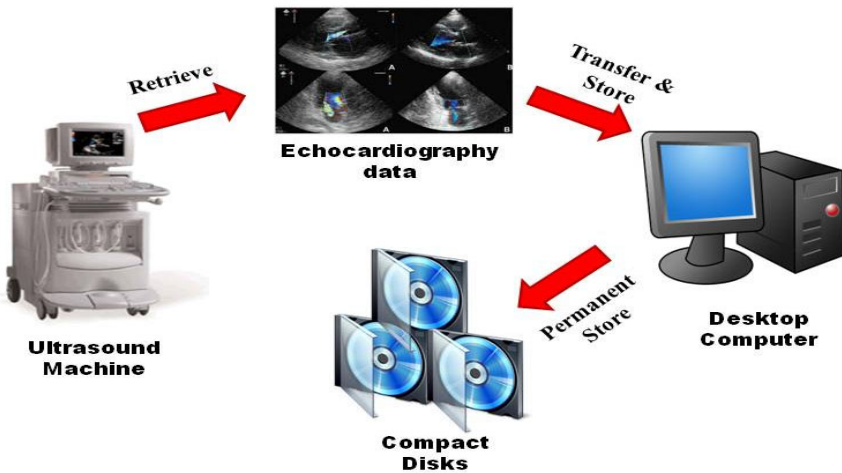 Retrieve
A
B
A
B
Echocardiography
data
Transfer &
Store
Ultrasound
Machine
Permanent
Store
Desktop
Computer
Compact
Disks